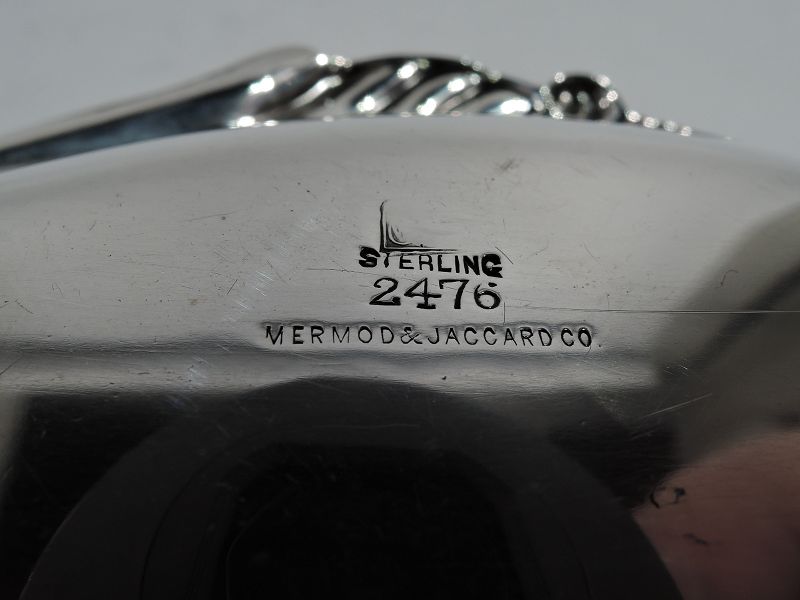 STERLING
2476
MERMOD & JACCARD CO.